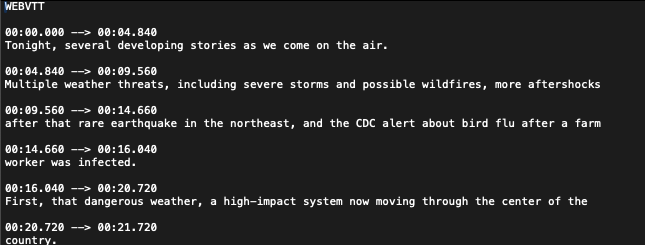 WEBVTT
00:00.000 --> 00:04.840
Tonight, several developing stories as we come on the air.
00:04.840 --> 00:09.560
Multiple weather threats, including severe storms and possible wildfires, more aftershocks
00:09.560 --> 00:14.660
after that rare earthquake in the northeast, and the CDC alert about bird flu after a farm
00:14.660 --> 00:16.040
worker was infected.
00:16.040 --> 00:20.720
First, that dangerous weather, a high-impact system now moving through the center of the
00:20.720 --> 00:21.720
country.